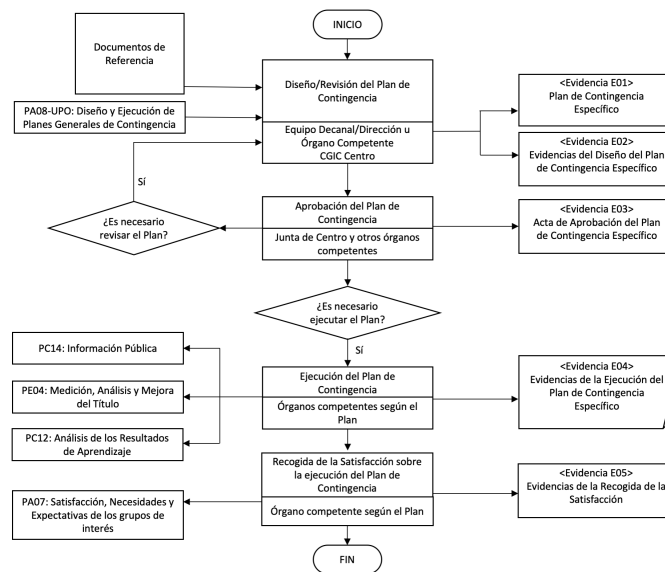 INICIO
Documentos de
Referencia
Diseño/Revisión del Plan de
Contingencia
PA08-UPO: Diseño y Ejecución de
Planes Generales de Contingencia
Equipo Decanal/Dirección u
Órgano Competente
CGIC Centro
<Evidencia E01>
Plan de Contingencia
Específico
<Evidencia E02>
Evidencias del Diseño del Plan
de Contingencia Específico
Sí
¿Es necesario
revisar el Plan?
Aprobación del Plan de
Contingencia
Junta de Centro y otros órganos
competentes
<Evidencia E03>
Acta de Aprobación del Plan
de Contingencia Específico
¿Es necesario
ejecutar el Plan?
Sí
PC14: Información Pública
PE04: Medición, Análisis y Mejora
del Título
PC12: Análisis de los Resultados
de Aprendizaje
Ejecución del Plan de
Contingencia
Órganos competentes según el
Plan
<Evidencia E04>
Evidencias de la Ejecución del
Plan de Contingencia
Específico
Recogida de la Satisfacción sobre
la ejecución del Plan de
Contingencia
Órgano competente según el Plan
PA07: Satisfacción, Necesidades y
Expectativas de los grupos de
interés
<Evidencia E05>
Evidencias de la Recogida de la
Satisfacción
FIN